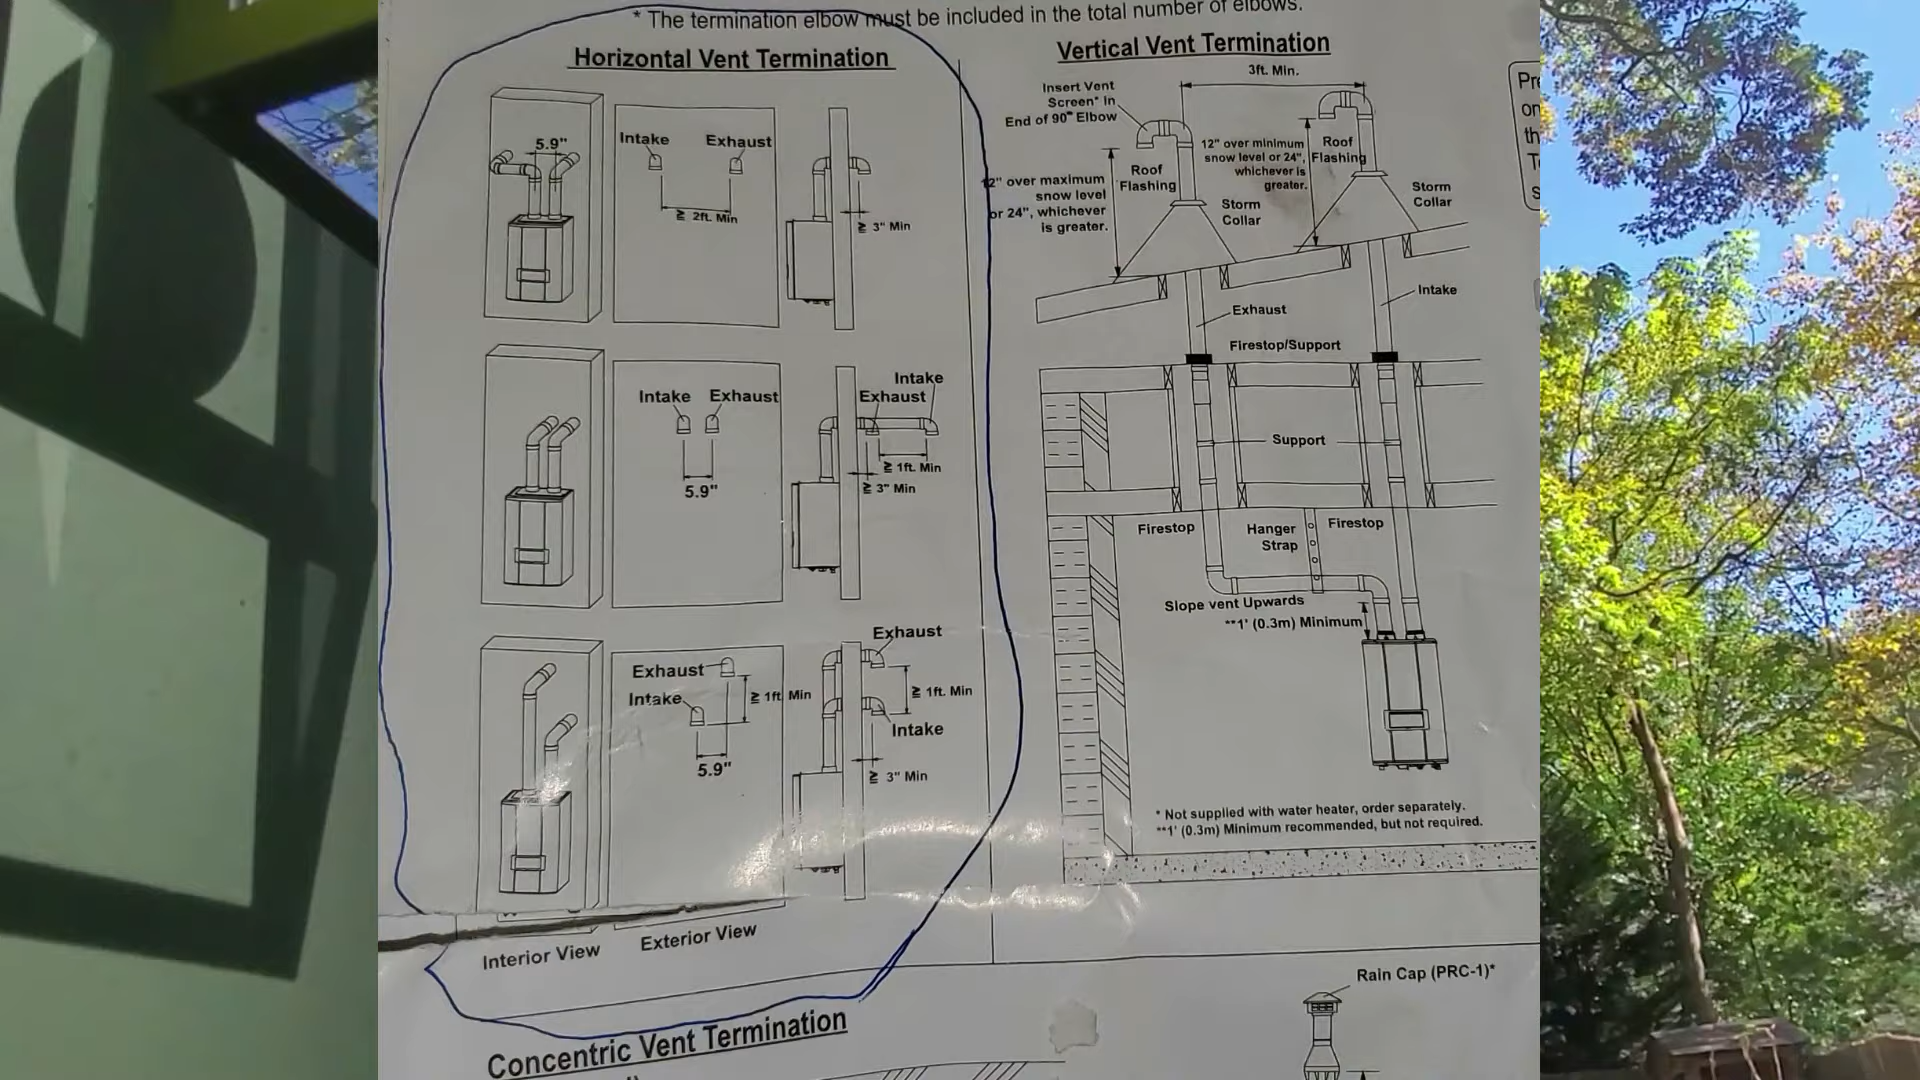 * The termination elbow must be included in the total number of elbows.
Horizontal Vent Termination
5.9"
Intake
Exhaust
≧ 2ft. Min
≧ 3" Min
Intake
Exhaust
5.9"
Intake
Exhaust
≧ 1ft. Min
≧ 3" Min
Exhaust
Intake
≧ 1ft. Min
5.9"
Exhaust
≧ 1ft. Min
Intake
≧ 3" Min
Interior View
Exterior View
Vertical Vent Termination
3ft. Min.
Insert Vent
Screen* In
End of 90° Elbow
12" over maximum
snow level
or 24", whichever
is greater.
Roof
Flashing
Storm
Collar
12" over minimum
snow level or 24",
whichever is
greater.
Roof
Flashing
Storm
Collar
Exhaust
Intake
Firestop/Support
Support
Firestop
Hanger
Strap
Firestop
Slope vent Upwards
**1' (0.3m) Minimum
* Not supplied with water heater, order separately.
**1' (0.3m) Minimum recommended, but not required.
Concentric Vent Termination
Rain Cap (PRC-1)*